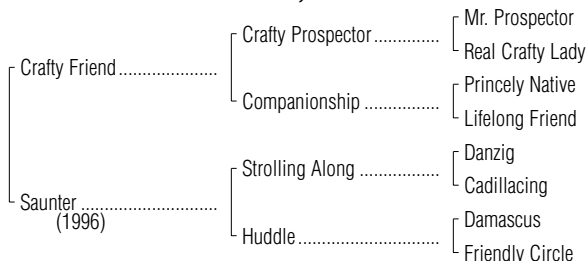 Mr. Prospector
Crafty Prospector
Real Crafty Lady
Crafty Friend
Princely Native
Companionship
Lifelong Friend
Danzig
Strolling Along
Cadillacing
Saunter
(1996)
Damascus
Huddle
Friendly Circle